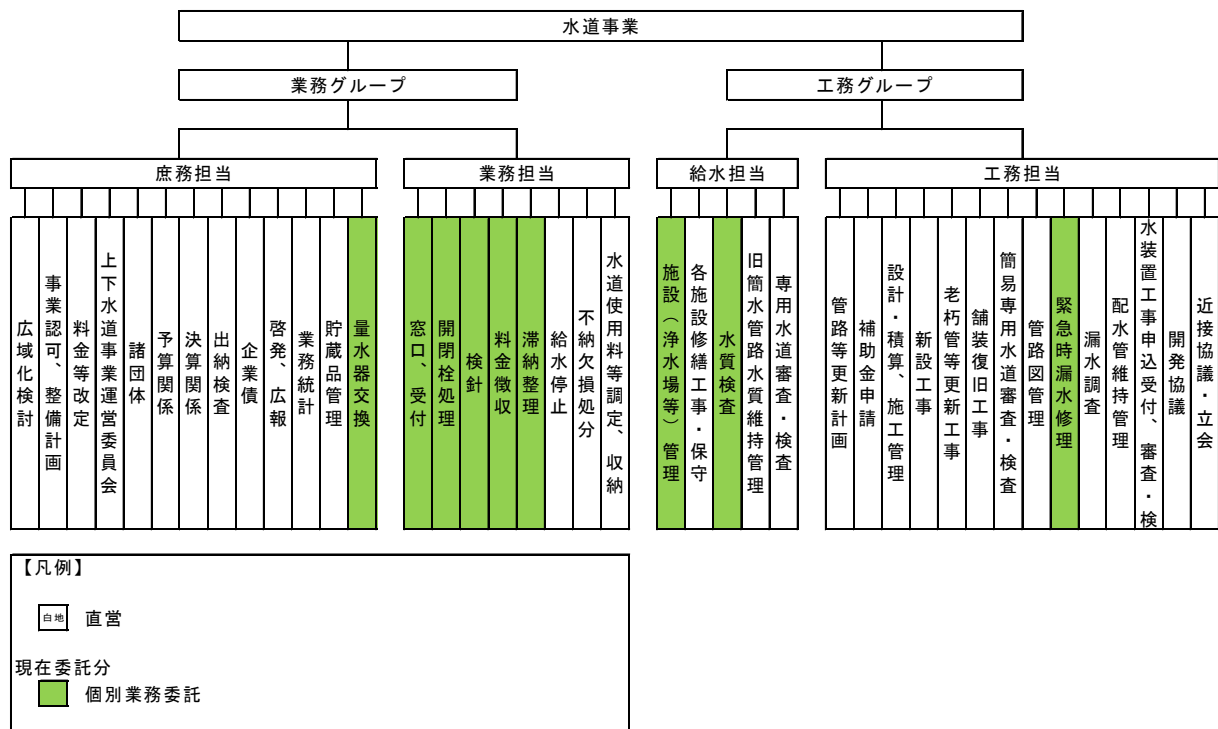 水道事業
業務グループ
工務グループ
庶務担当
業務担当
給水担当
工務担当
広域化検討
事業認可、整備計画
料金等改定
上下水道事業運営委員会
諸団体
予算関係
決算関係
出納検査
企業債
啓発、広報
業務統計
貯蔵品管理
量水器交換
窓口、受付
開閉栓処理
検針
料金徴収
滞納整理
給水停止
不納欠損処分
水道使用料等調定、収納
施設（浄水場等）管理
各施設修繕工事・保守
水質検査
旧簡水管路水質維持管理
専用水道審査・検査
管路等更新計画
補助金申請
設計・積算、施工管理
新設工事
老朽管等更新工事
舗装復旧工事
簡易専用水道審査・検査
管路図管理
緊急時漏水修理
漏水調査
配水管維持管理
水装置工事申込受付、審査・検
開発協議
近接協議・立会
【凡例】
白地 直営
現在委託分
個別業務委託